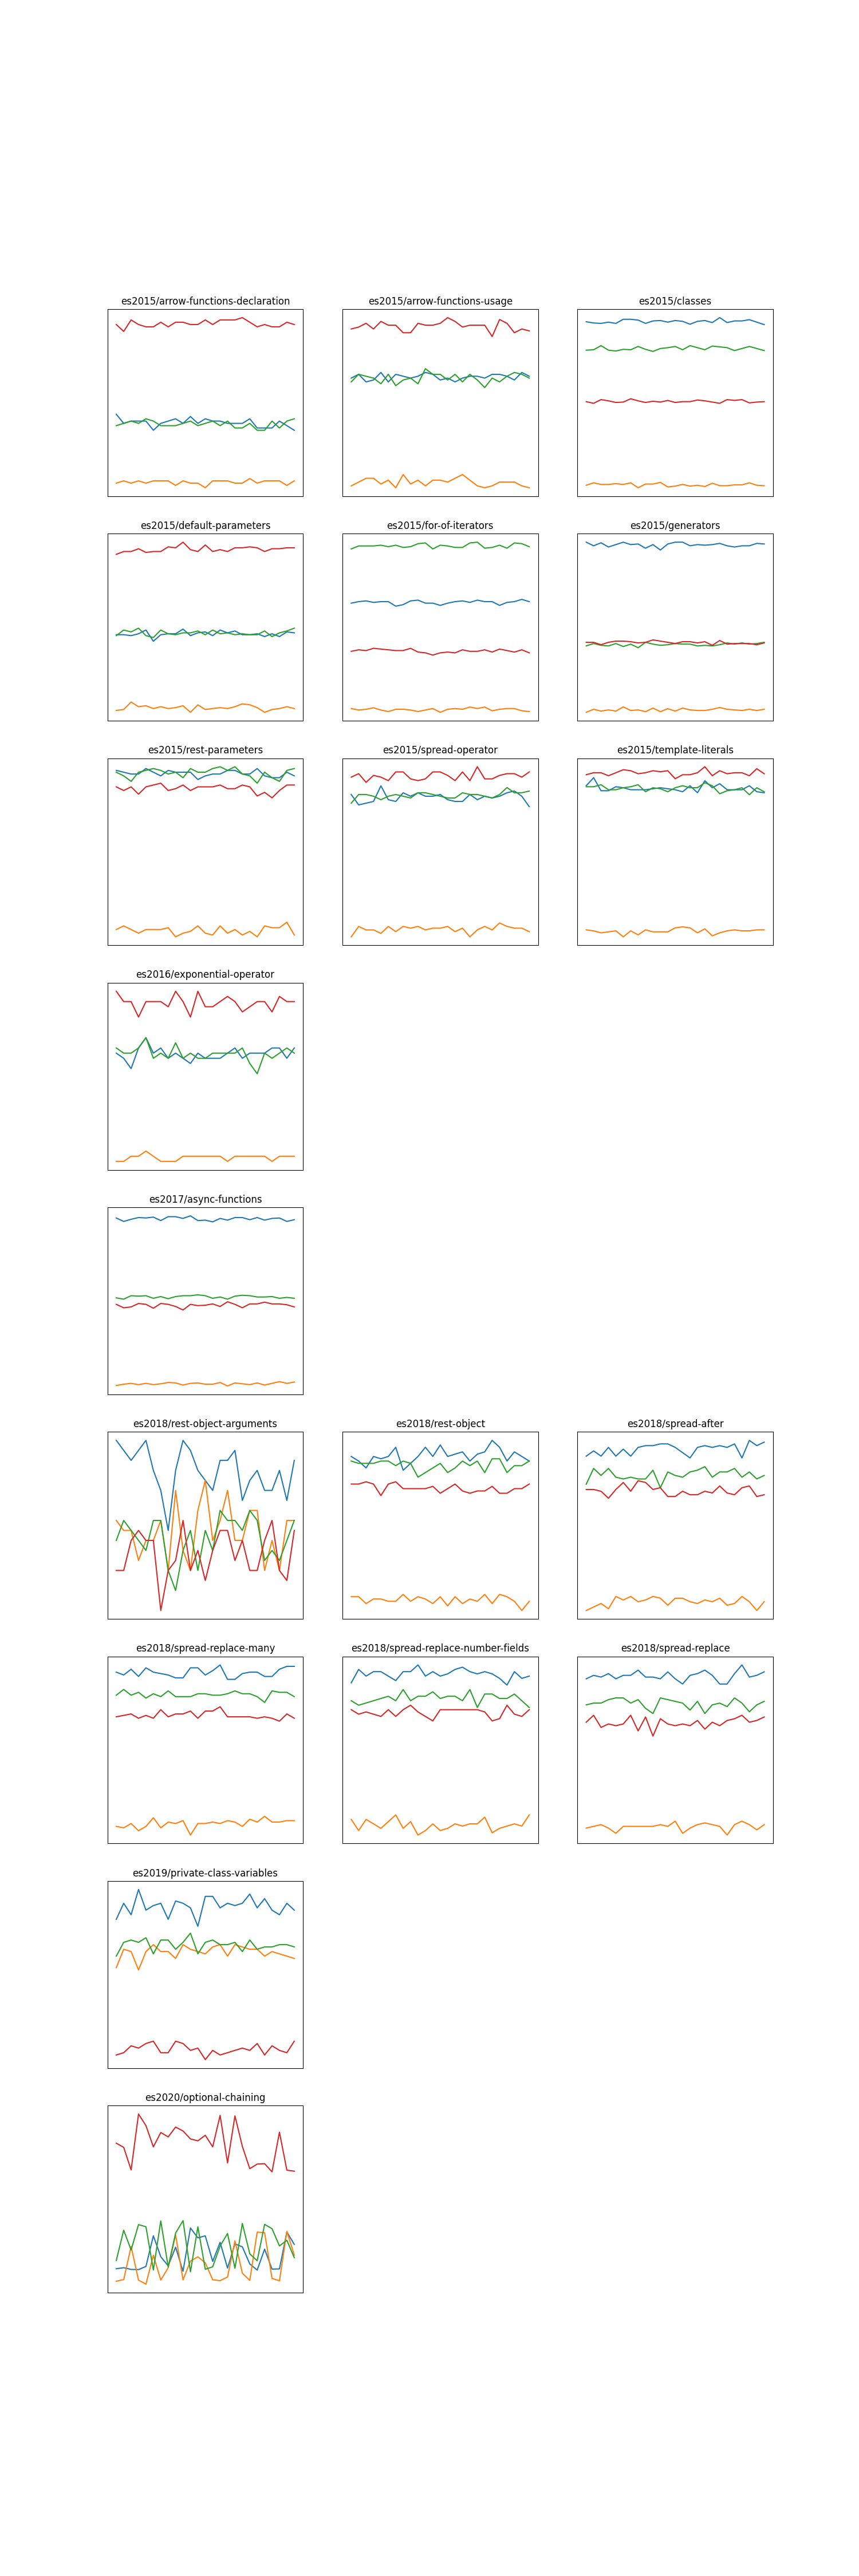 es2015/arrow-functions-declaration
es2015/arrow-functions-usage
es2015/classes
es2015/default-parameters
es2015/for-of-iterators
es2015/generators
es2015/rest-parameters
es2015/spread-operator
es2015/template-literals
es2016/exponential-operator
es2017/async-functions
es2018/rest-object-arguments
es2018/rest-object
es2018/spread-after
es2018/spread-replace-many
es2018/spread-replace-number-fields
es2018/spread-replace
es2019/private-class-variables
es2020/optional-chaining